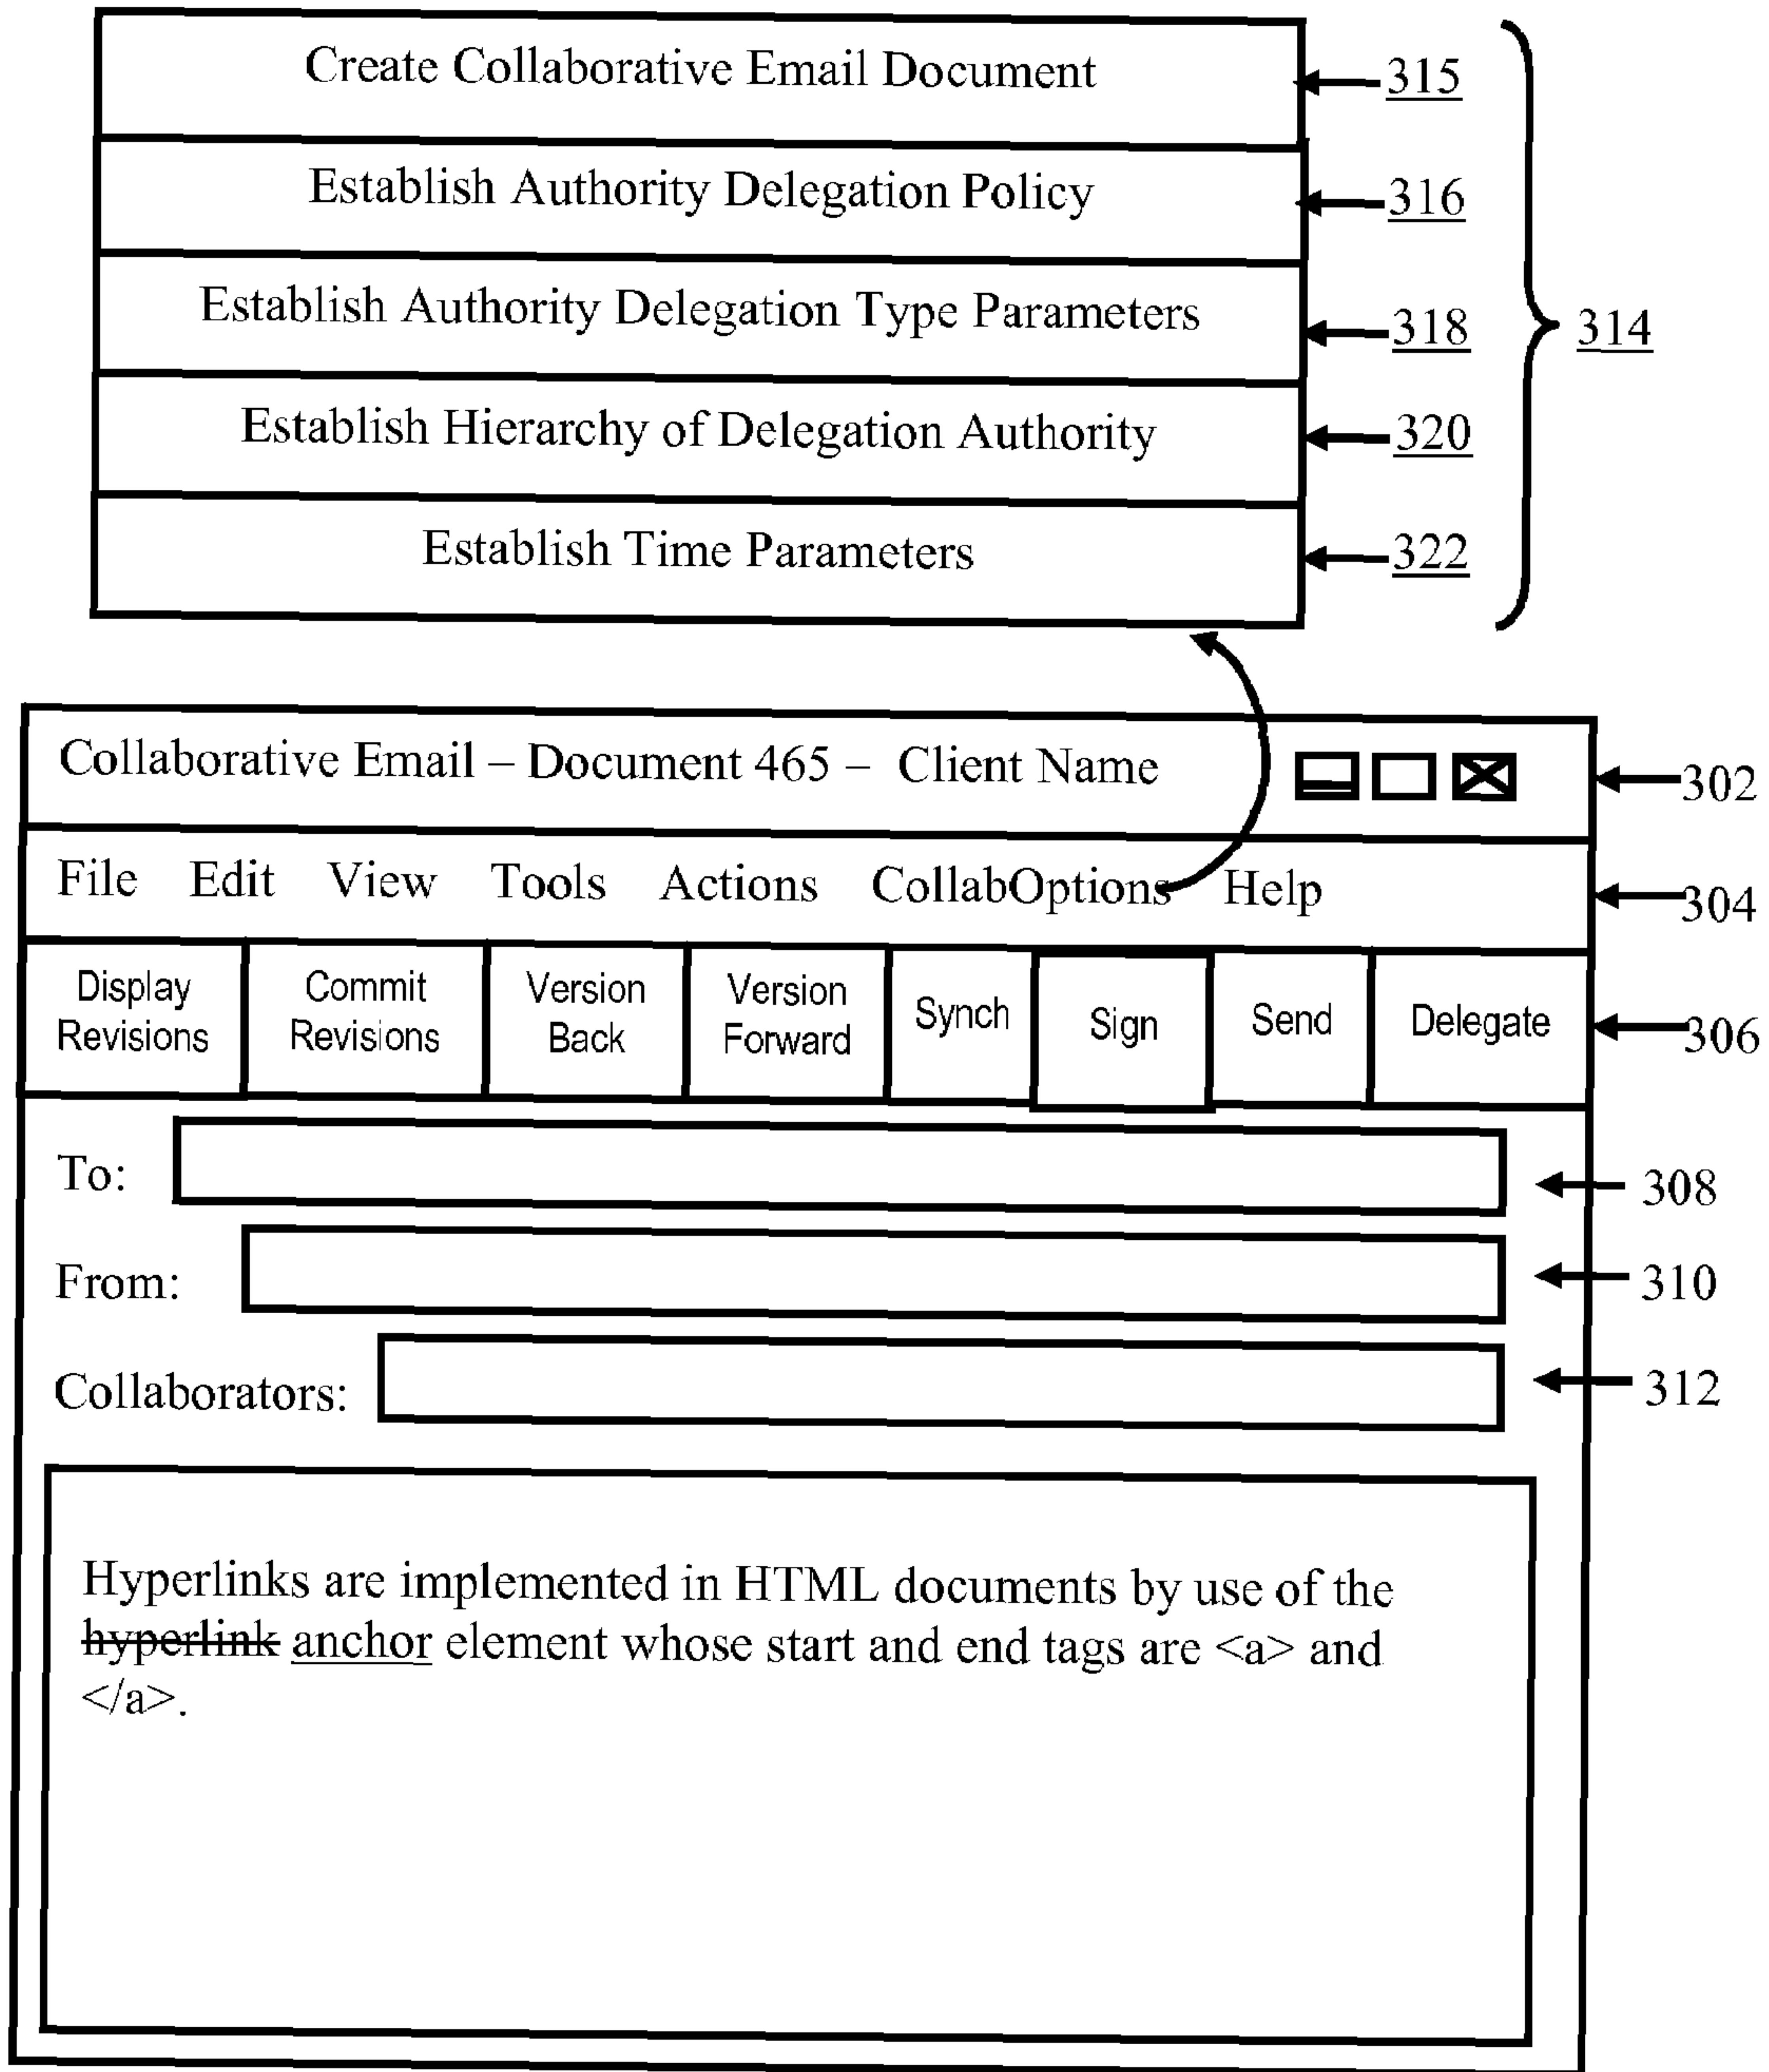 Create Collaborative Email Document
315
Establish Authority Delegation Policy
316
Establish Authority Delegation Type Parameters
318
314
Establish Hierarchy of Delegation Authority
320
Establish Time Parameters
322
Collaborative Email – Document 465 – Client Name
302
File Edit View Tools Actions CollabOptions Help
304
Display Revisions
Commit Revisions
Version Back
Version Forward
Synch
Sign
Send
Delegate
306
To:
308
From:
310
Collaborators:
312
Hyperlinks are implemented in HTML documents by use of the
hyperlink anchor element whose start and end tags are <a> and
</a>.